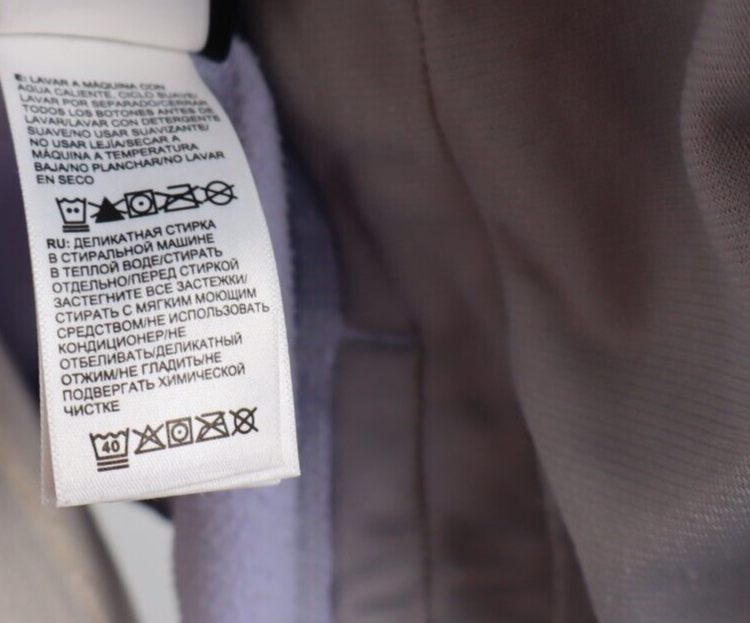 E: LAVAR A MÁQUINA CON
AGUA CALIENTE, CICLO SUAVE/
LAVAR POR SEPARADO/CERRAR
TODOS LOS BOTONES ANTES DE
LAVAR/LAVAR CON DETERGENTE
SUAVE/NO USAR SUAVIZANTE/
NO USAR LEJÍA/SECAR A
MÁQUINA A TEMPERATURA
BAJA/NO PLANCHAR/NO LAVAR
EN SECO
RU: ДЕЛИКАТНАЯ СТИРКА
В СТИРАЛЬНОЙ МАШИНЕ
В ТЕПЛОЙ ВОДЕ/СТИРАТЬ
ОТДЕЛЬНО/ПЕРЕД СТИРКОЙ
ЗАСТЕГНИТЕ ВСЕ ЗАСТЕЖКИ/
СТИРАТЬ С МЯГКИМ МОЮЩИМ
СРЕДСТВОМ/НЕ ИСПОЛЬЗОВАТЬ
КОНДИЦИОНЕР/НЕ
ОТБЕЛИВАТЬ/ДЕЛИКАТНЫЙ
ОТЖИМ/НЕ ГЛАДИТЬ/НЕ
ПОДВЕРГАТЬ ХИМИЧЕСКОЙ
ЧИСТКЕ
40